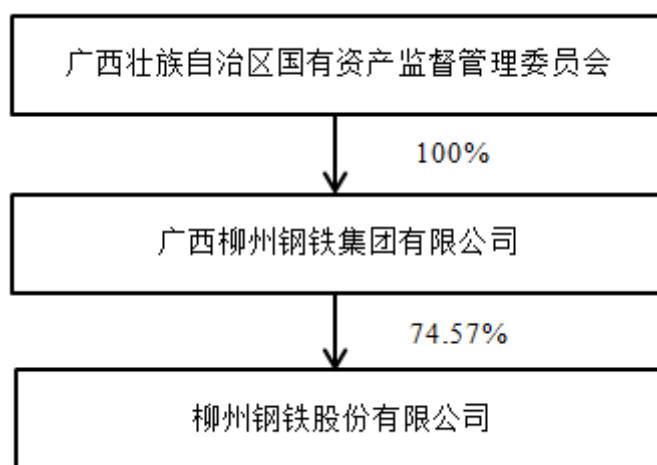 广西壮族自治区国有资产监督管理委员会
100%
广西柳州钢铁集团有限公司
74.57%
柳州钢铁股份有限公司